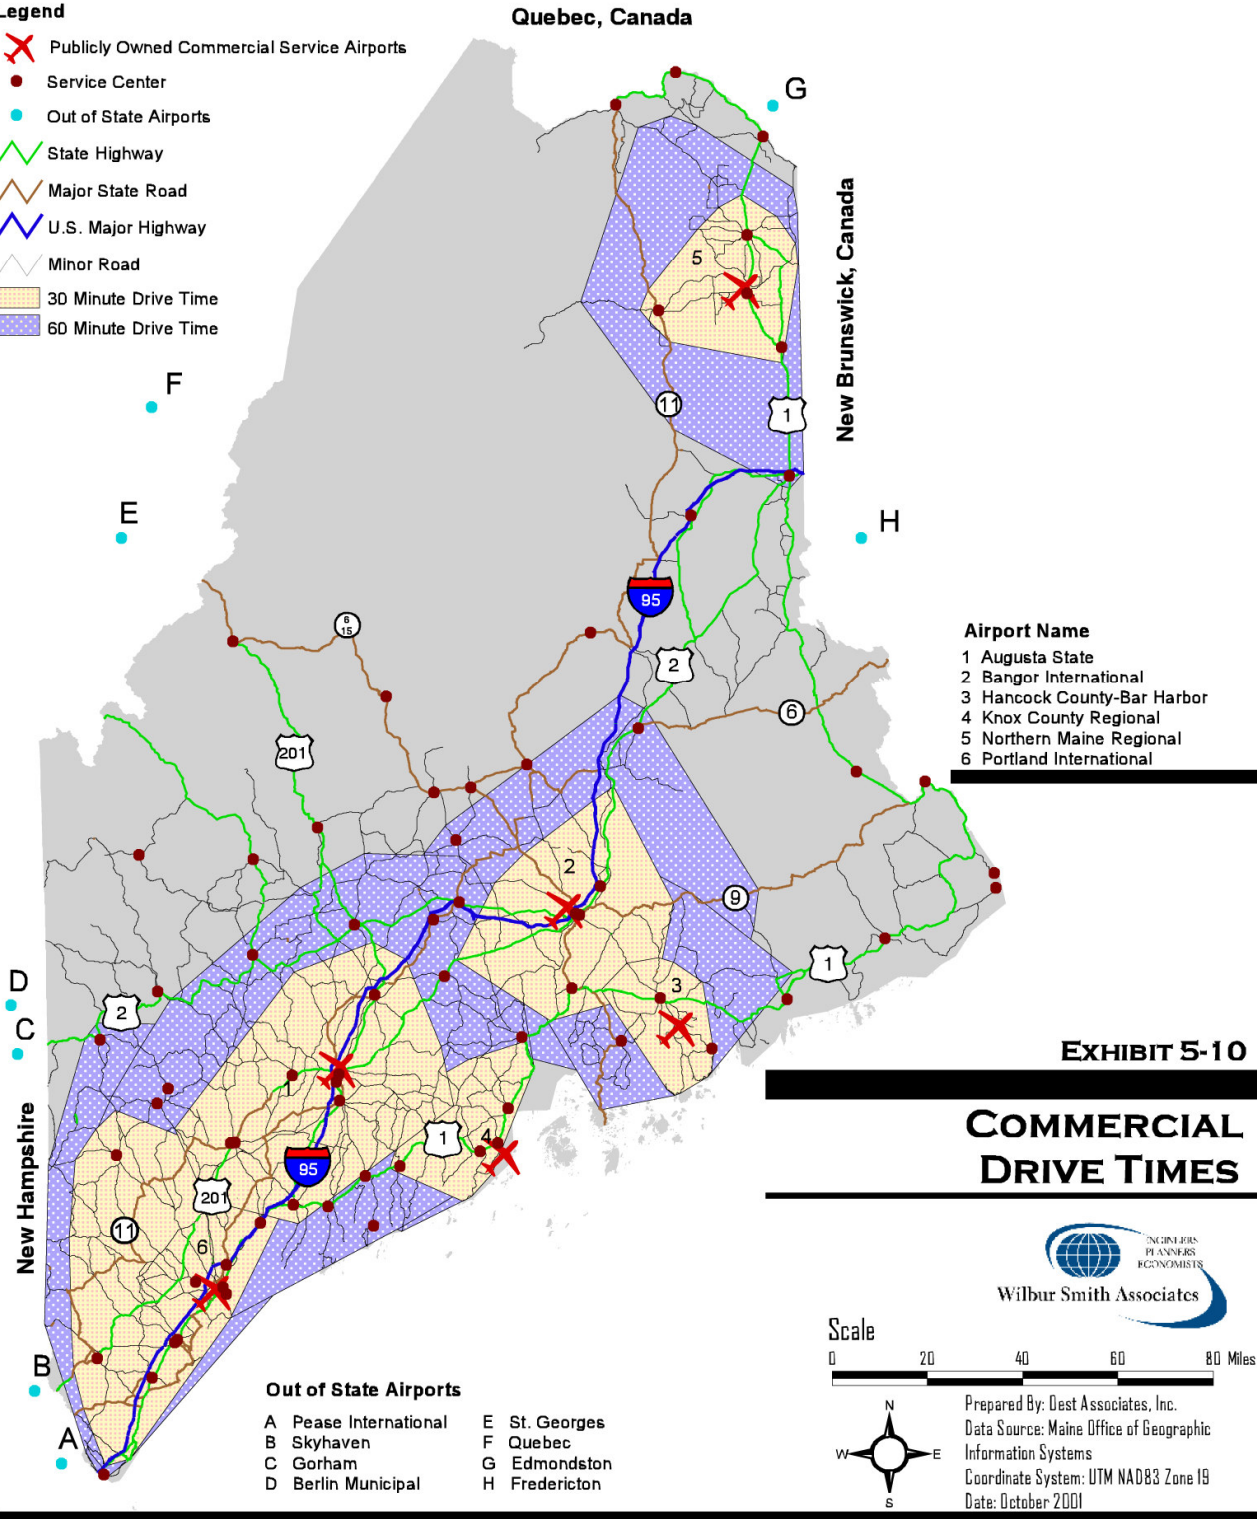 Legend
Publicly Owned Commercial Service Airports
Service Center
Out of State Airports
State Highway
Major State Road
U.S. Major Highway
Minor Road
30 Minute Drive Time
60 Minute Drive Time
Quebec, Canada
G
New Brunswick, Canada
5
11
1
F
E
H
95
6
15
2
201
6
Airport Name
1 Augusta State
2 Bangor International
3 Hancock County-Bar Harbor
4 Knox County Regional
5 Northern Maine Regional
6 Portland International
2
9
1
3
D
2
C
1
1
4
95
201
11
6
New Hampshire
B
A
EXHIBIT 5-10
COMMERCIAL
DRIVE TIMES
ENGINEERS
PLANNERS
ECONOMISTS
Wilbur Smith Associates
Scale
0 20 40 60 80 Miles
N
W E
S
Prepared By: Dest Associates, Inc.
Data Source: Maine Office of Geographic
Information Systems
Coordinate System: UTM NAD83 Zone 19
Date: October 2001
Out of State Airports
A Pease International
B Skyhaven
C Gorham
D Berlin Municipal
E St. Georges
F Quebec
G Edmondston
H Fredericton